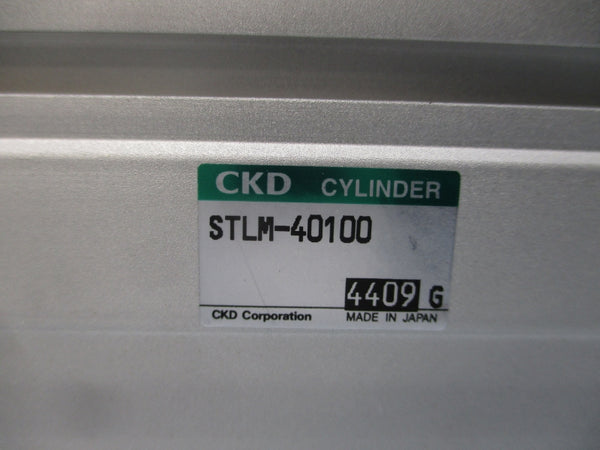 CKD CYLINDER
STLM-40100
4409 G
CKD Corporation MADE IN JAPAN